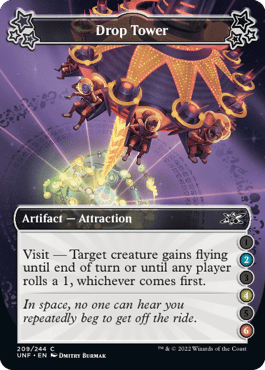 Drop Tower
Artifact — Attraction
Visit — Target creature gains flying
until end of turn or until any player
rolls a 1, whichever comes first.
In space, no one can hear you
repeatedly beg to get off the ride.
1
2
3
4
5
6
209/244 C
UNF • EN Dmitry Burmak
™ & © 2022 Wizards of the Coast